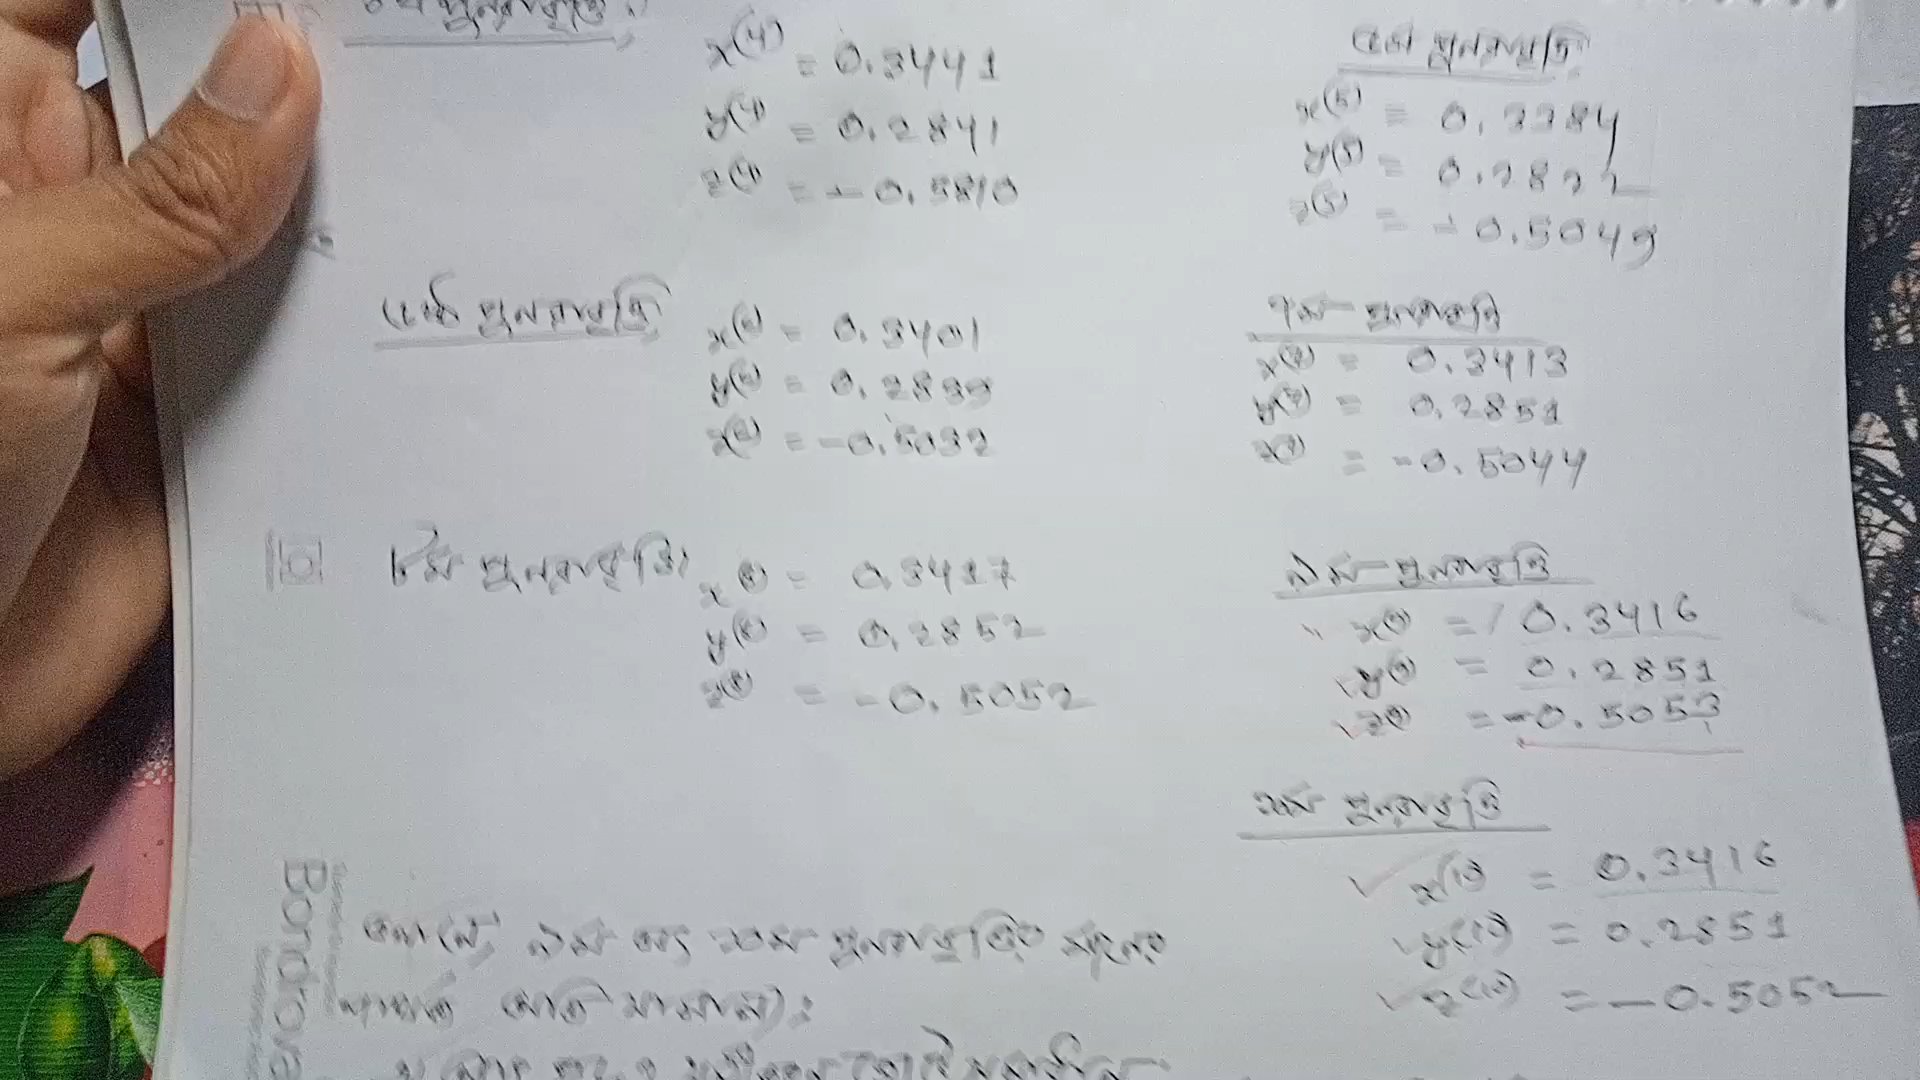 ৪র্থ পুনরাবৃত্তি:
x(4) = 0.3441
y(4) = 0.2841
z(4) = -0.5810
৫ম পুনরাবৃত্তি
x(5) = 0.3384
y(5) = 0.2822
z(5) = -0.5049
৬ষ্ঠ পুনরাবৃত্তি
x(6) = 0.3401
y(6) = 0.2839
z(6) = -0.5032
৭ম পুনরাবৃত্তি
x(7) = 0.3413
y(7) = 0.2851
z(7) = -0.5044
৮ম পুনরাবৃত্তি
x(8) = 0.3417
y(8) = 0.2852
z(8) = -0.5052
৯ম পুনরাবৃত্তি
x(9) = 0.3416
y(9) = 0.2851
z(9) = -0.5053
১০ম পুনরাবৃত্তি
x(10) = 0.3416
y(10) = 0.2851
z(10) = -0.5052
৯ম এবং ১০ম পুনরাবৃত্তির
পার্থক্য অতি সামান্য।